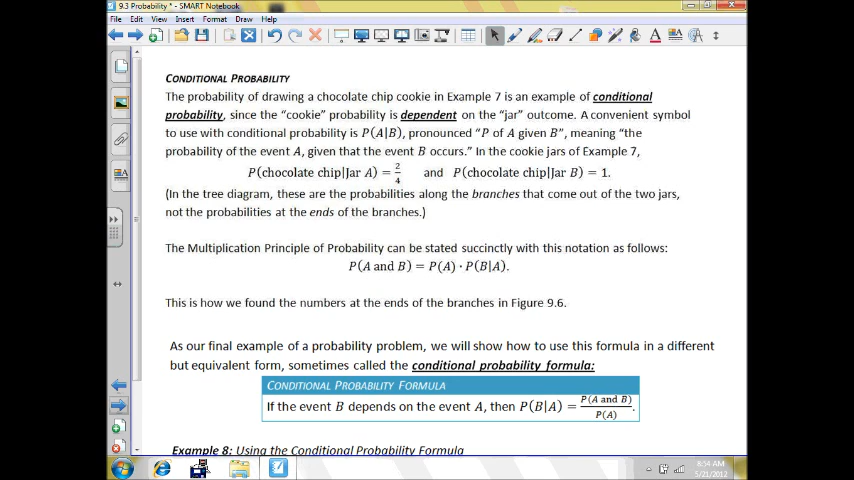 9.3 Probability * - SMART Notebook
File Edit View Insert Format Draw Help
CONDITIONAL PROBABILITY
The probability of drawing a chocolate chip cookie in Example 7 is an example of conditional
probability, since the "cookie" probability is dependent on the "jar" outcome. A convenient symbol
to use with conditional probability is P(A|B), pronounced "P of A given B", meaning "the
probability of the event A, given that the event B occurs." In the cookie jars of Example 7,
P(chocolate chip|Jar A) = 2/4 and P(chocolate chip|Jar B) = 1.
(In the tree diagram, these are the probabilities along the branches that come out of the two jars,
not the probabilities at the ends of the branches.)
The Multiplication Principle of Probability can be stated succinctly with this notation as follows:
P(A and B) = P(A) · P(B|A).
This is how we found the numbers at the ends of the branches in Figure 9.6.
As our final example of a probability problem, we will show how to use this formula in a different
but equivalent form, sometimes called the conditional probability formula:
CONDITIONAL PROBABILITY FORMULA
If the event B depends on the event A, then P(B|A) = P(A and B)/P(A).
Example 8: Using the Conditional Probability Formula
8:54 AM
5/21/2012